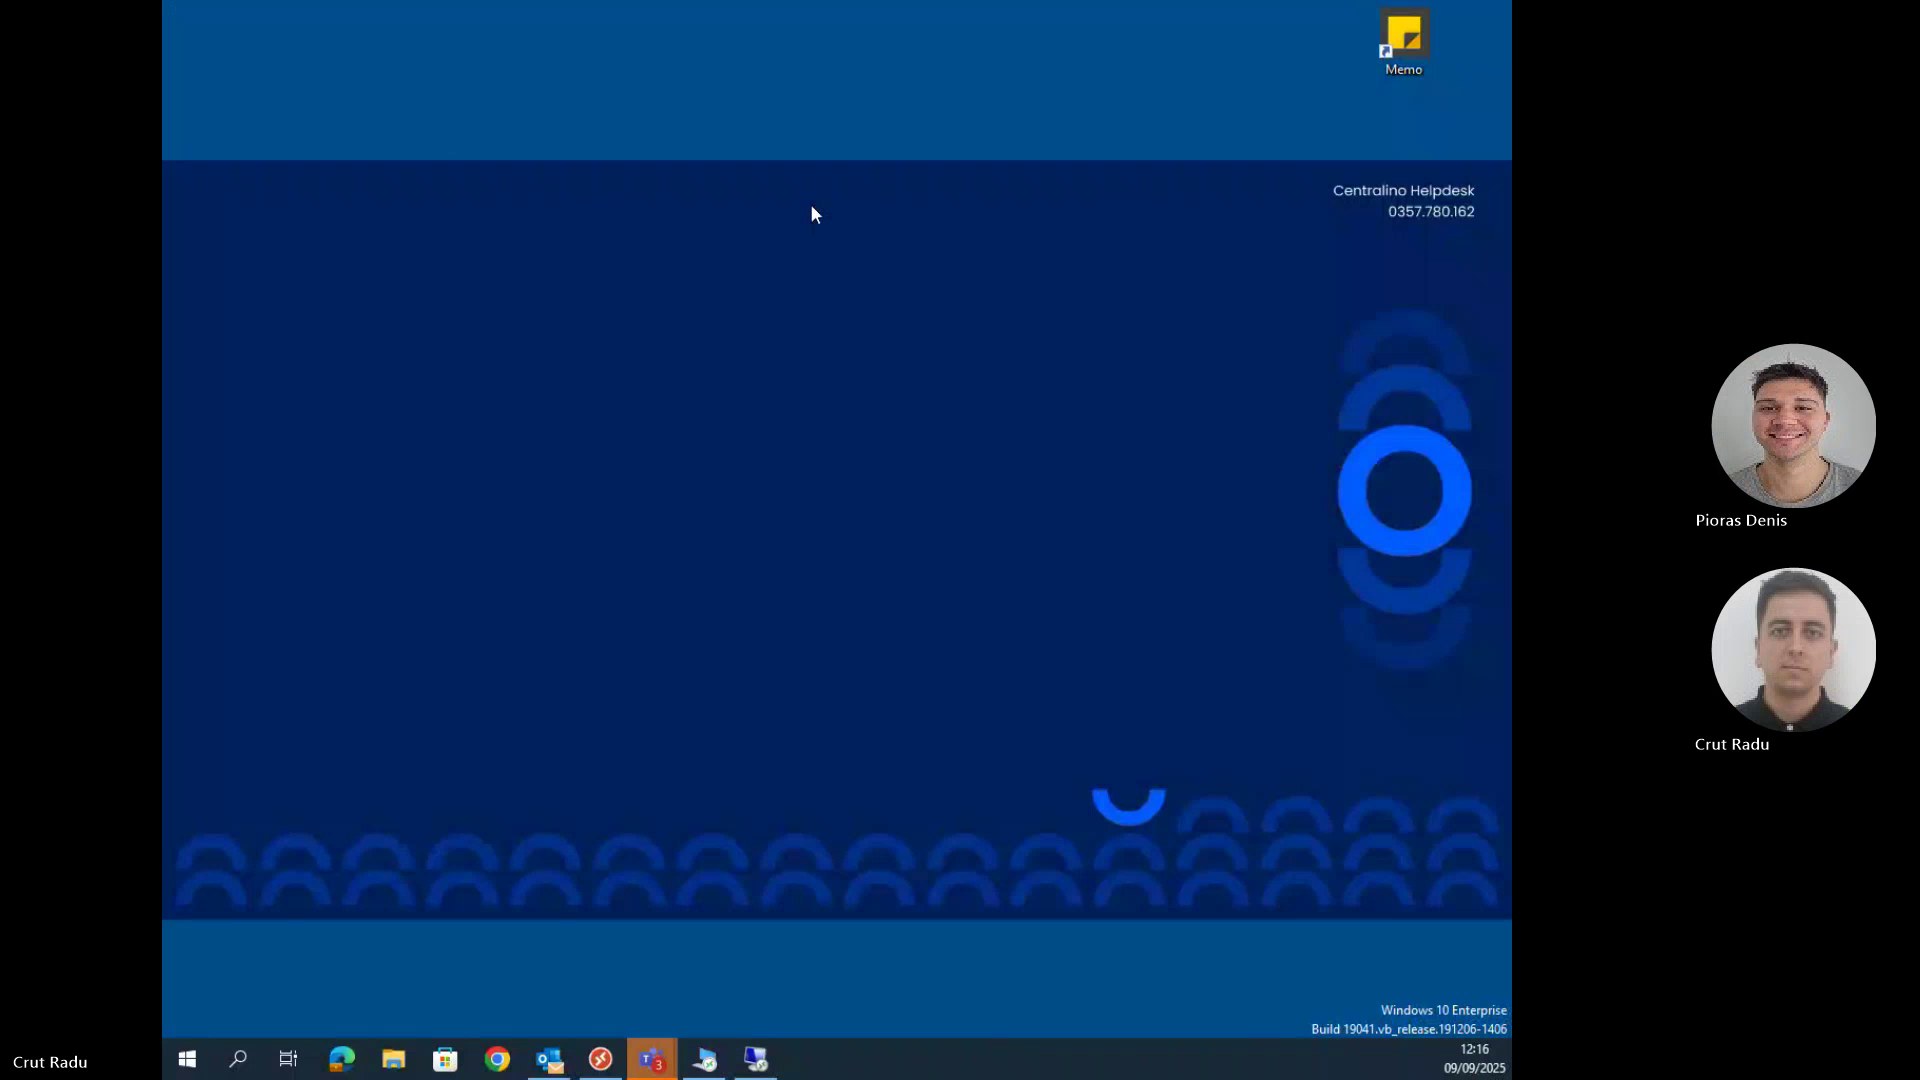 Memo
Centralino Helpdesk
0357.780.162
Pioras Denis
Crut Radu
Windows 10 Enterprise
Build 19041.vb_release.191206-1406
T 3
12:16
09/09/2025
Crut Radu